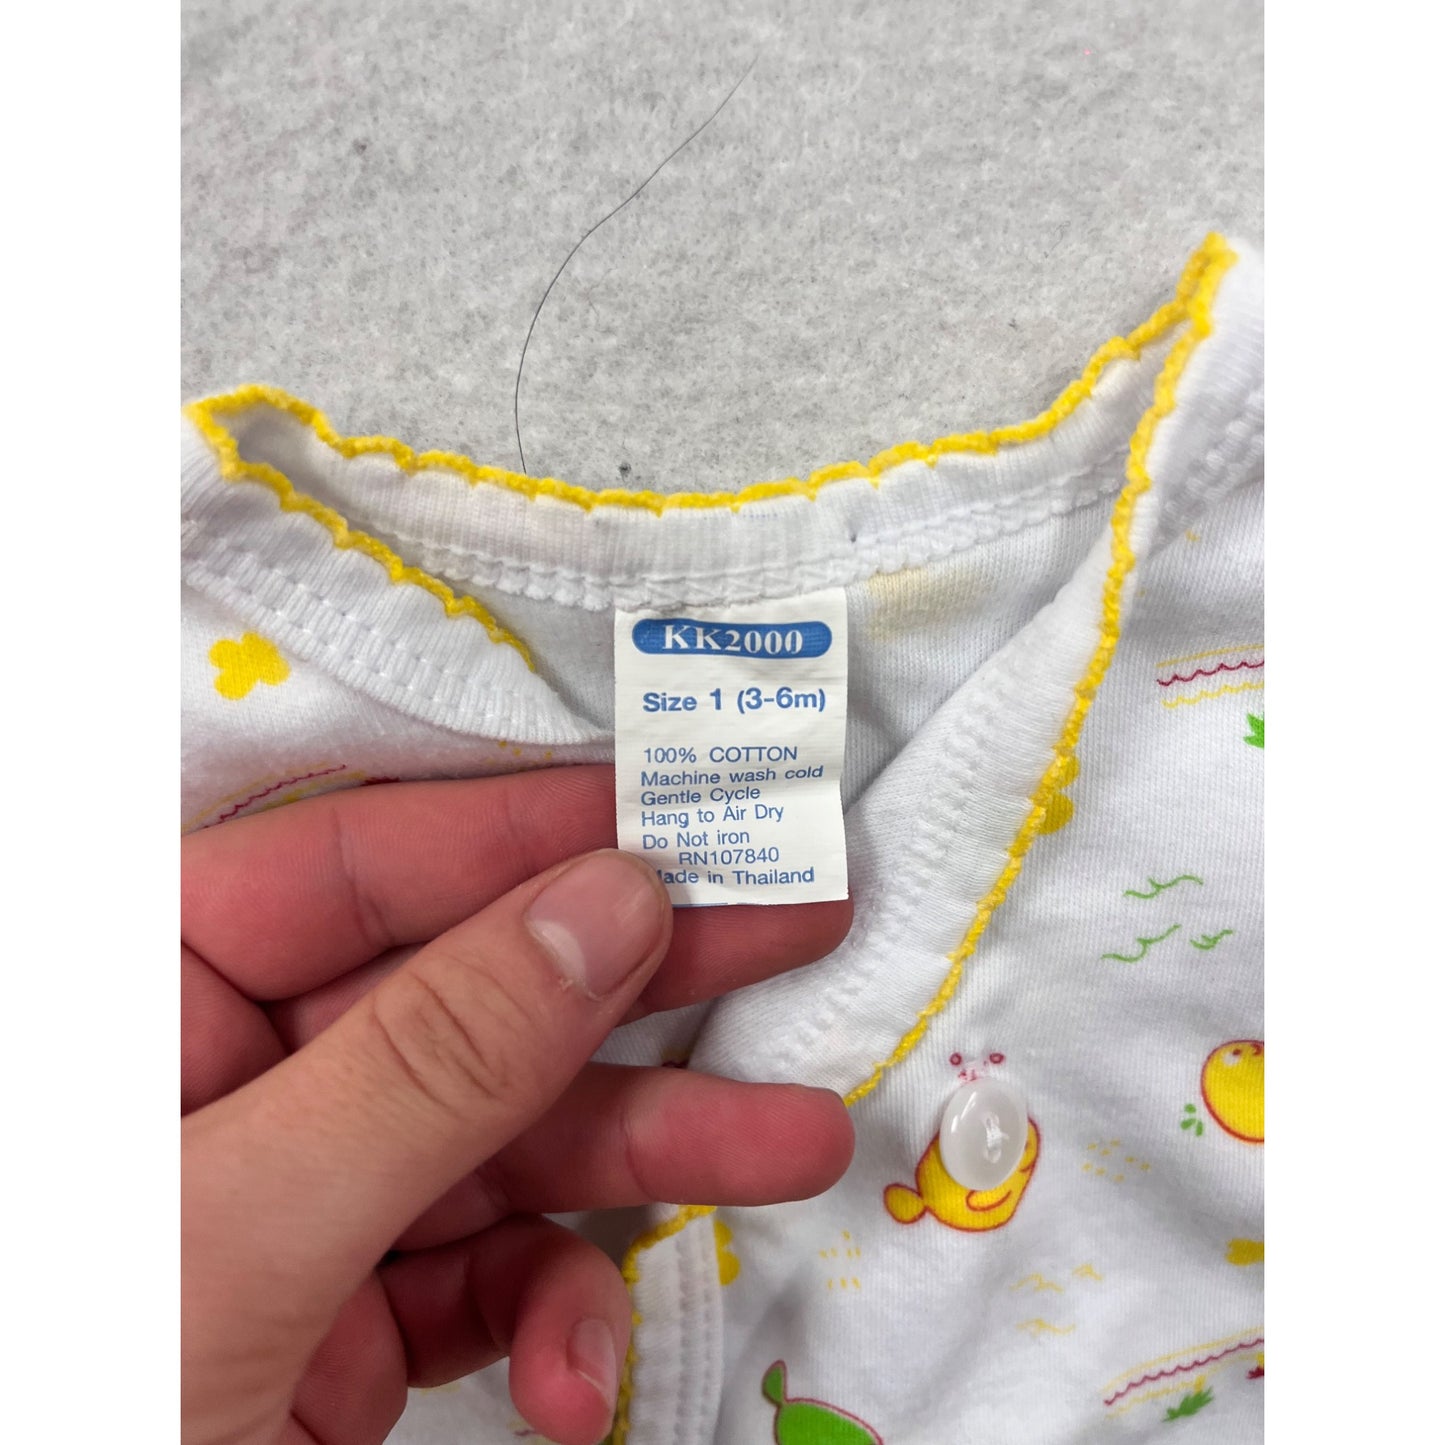 KK2000
Size 1 (3-6m)
100% COTTON
Machine wash cold
Gentle Cycle
Hang to Air Dry
Do Not iron
RN107840
Made in Thailand